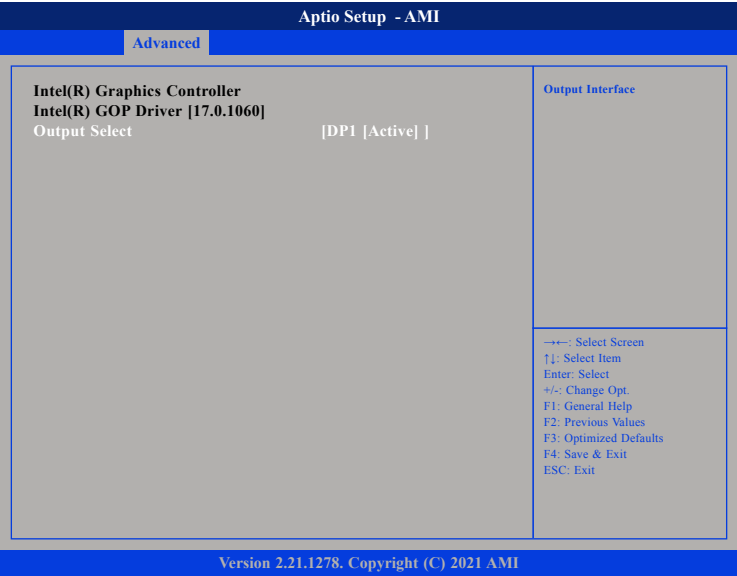 Aptio Setup - AMI
Advanced
Intel(R) Graphics Controller
Intel(R) GOP Driver [17.0.1060]
Output Select [DP1 [Active] ]
Output Interface
→←: Select Screen
↑↓: Select Item
Enter: Select
+/-: Change Opt.
F1: General Help
F2: Previous Values
F3: Optimized Defaults
F4: Save & Exit
ESC: Exit
Version 2.21.1278. Copyright (C) 2021 AMI